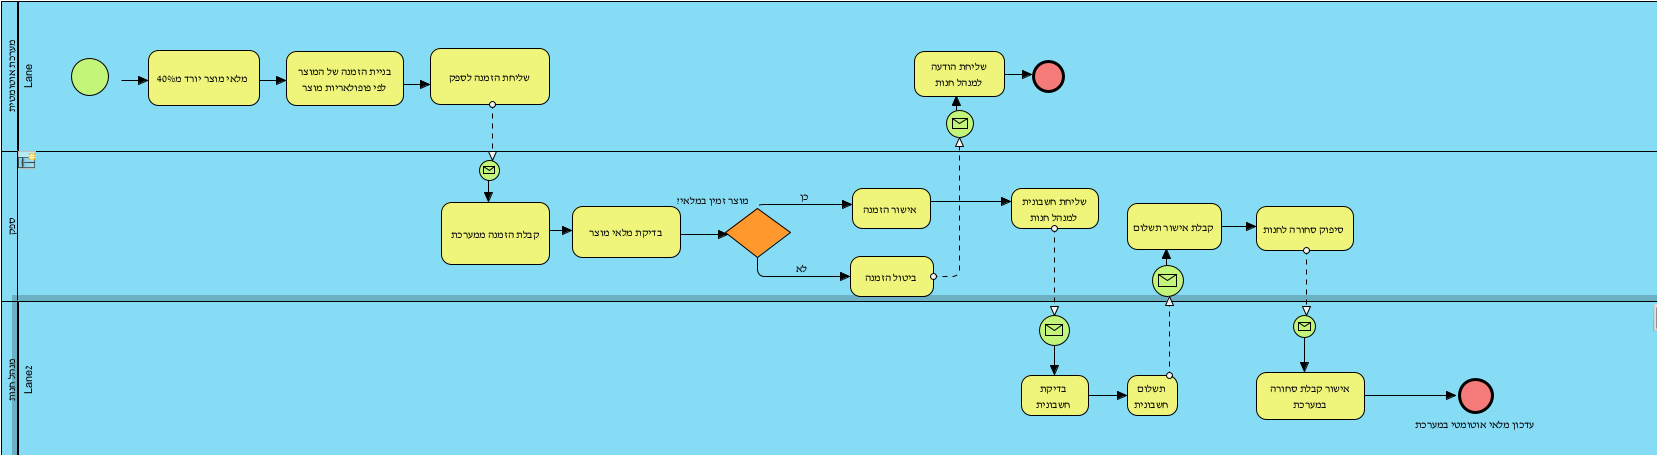 מערכת אוטומטית
Lane
מלאי מוצר יורד מ40%
בניית הזמנה של המוצר
לפי פופולאריות מוצר
שליחת הזמנה לספק
שליחת הודעה
למנהל חנות
ספק
קבלת הזמנה ממערכת
בדיקת מלאי מוצר
מוצר זמין במלאי?
כן
לא
אישור הזמנה
ביטול הזמנה
שליחת חשבונית
למנהל חנות
קבלת אישור תשלום
סיפוק סחורה לחנות
מנהל חנות
Lane2
בדיקת
חשבונית
תשלום
חשבונית
אישור קבלת סחורה
במערכת
עדכון מלאי אוטומטי במערכת